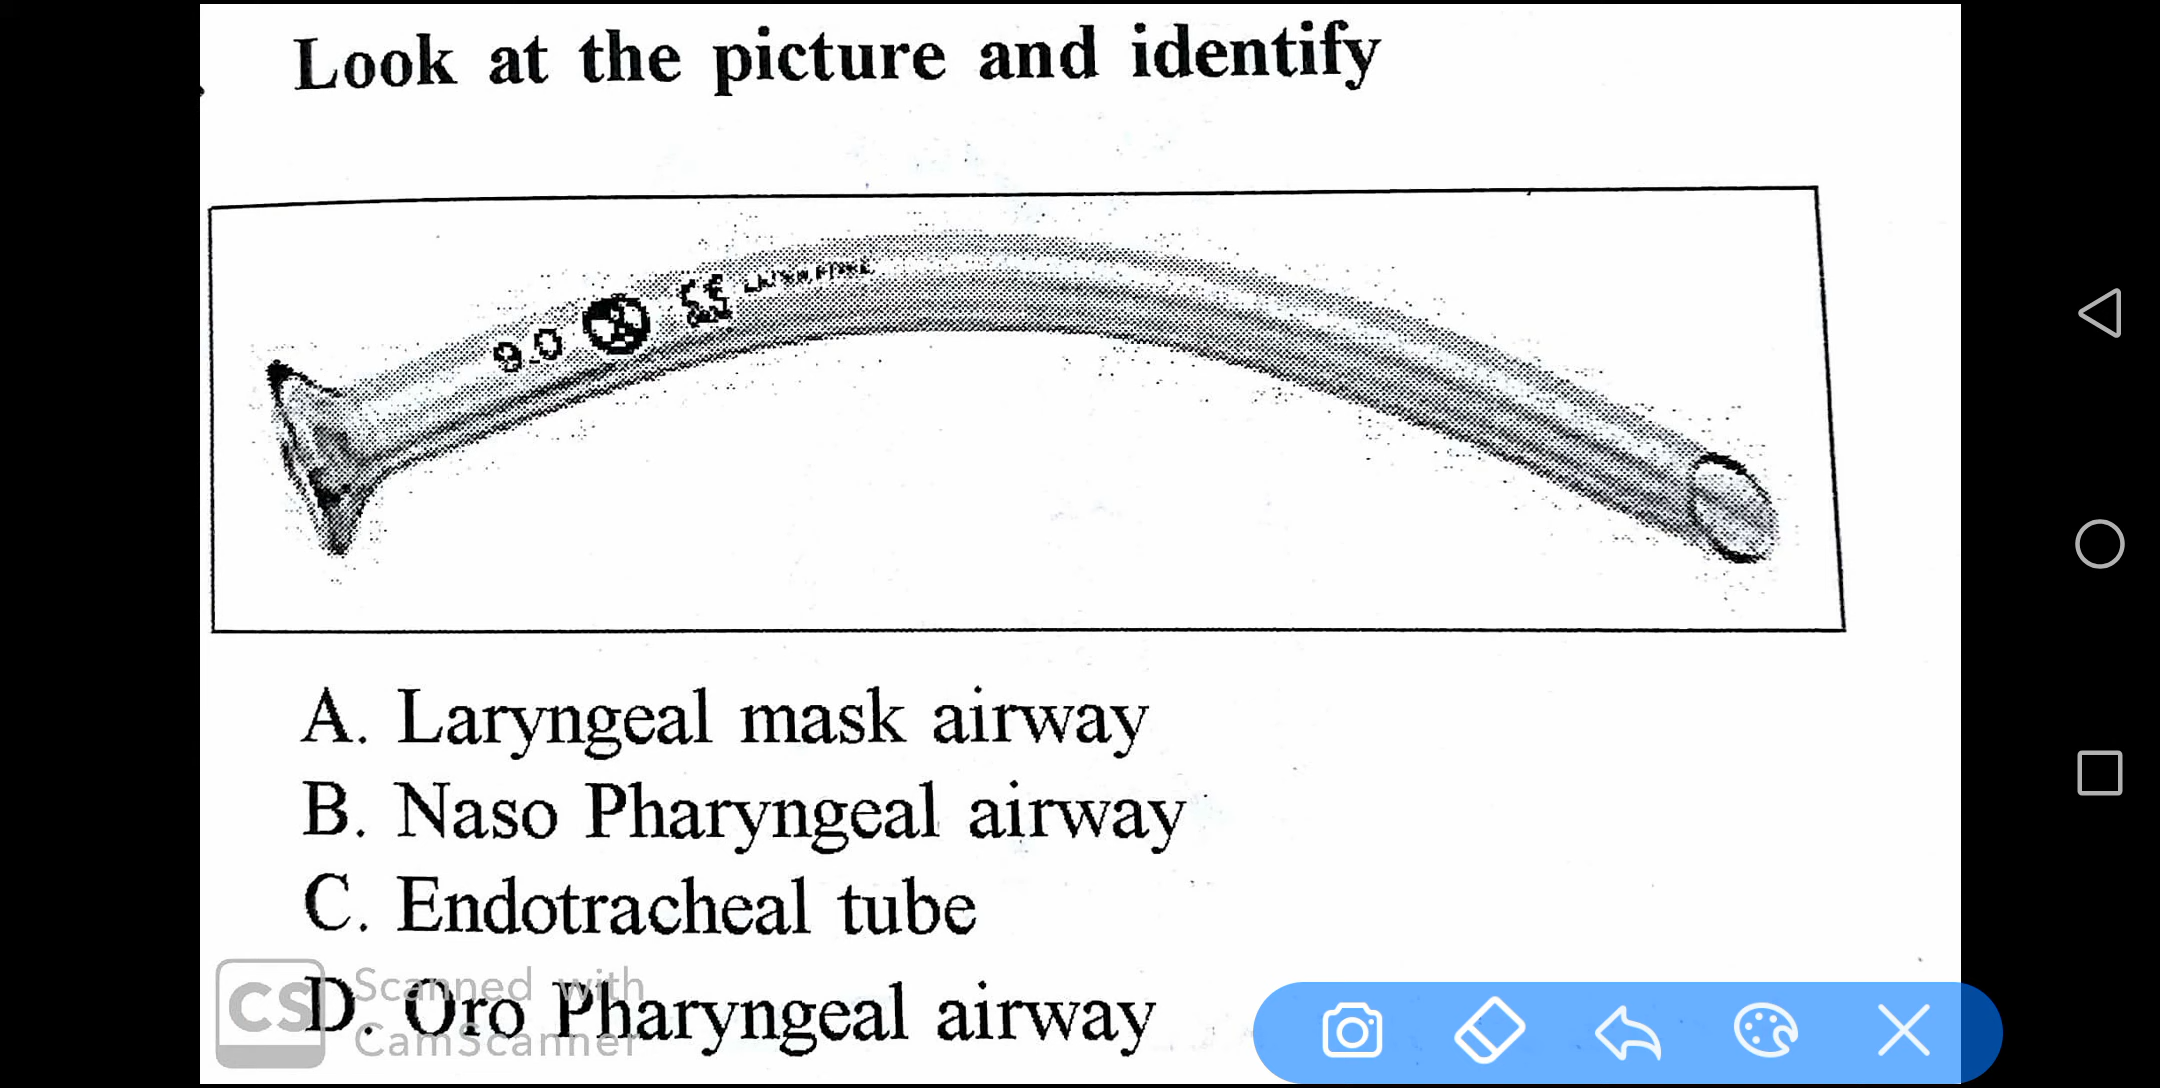 Look at the picture and identify
9.0
A. Laryngeal mask airway
B. Naso Pharyngeal airway
C. Endotracheal tube
D. Oro Pharyngeal airway
CS Scanned with
CamScanner